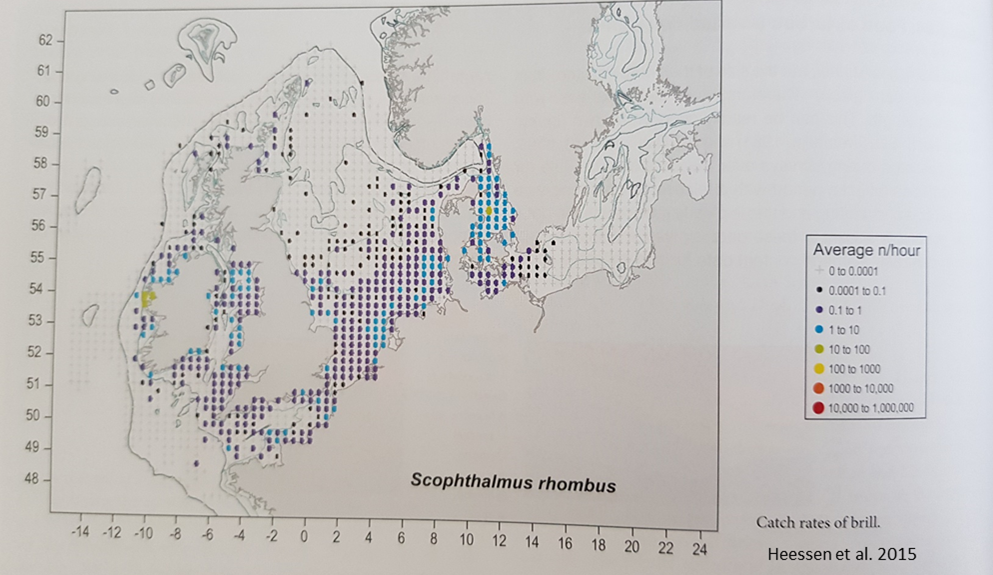 62
61
60
59
58
57
56
55
54
53
52
51
50
49
48
-14 -12 -10 -8 -6 -4 -2 0 2 4 6 8 10 12 14 16 18 20 22 24
Scophthalmus rhombus
Average n/hour
0 to 0.0001
0.0001 to 0.1
0.1 to 1
1 to 10
10 to 100
100 to 1000
1000 to 10,000
10,000 to 1,000,000
Catch rates of brill.
Heessen et al. 2015